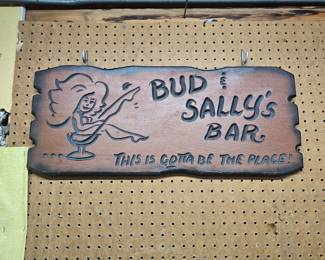 BUD &
SALLY'S
BAR
THIS IS GOTTA BE THE PLACE!